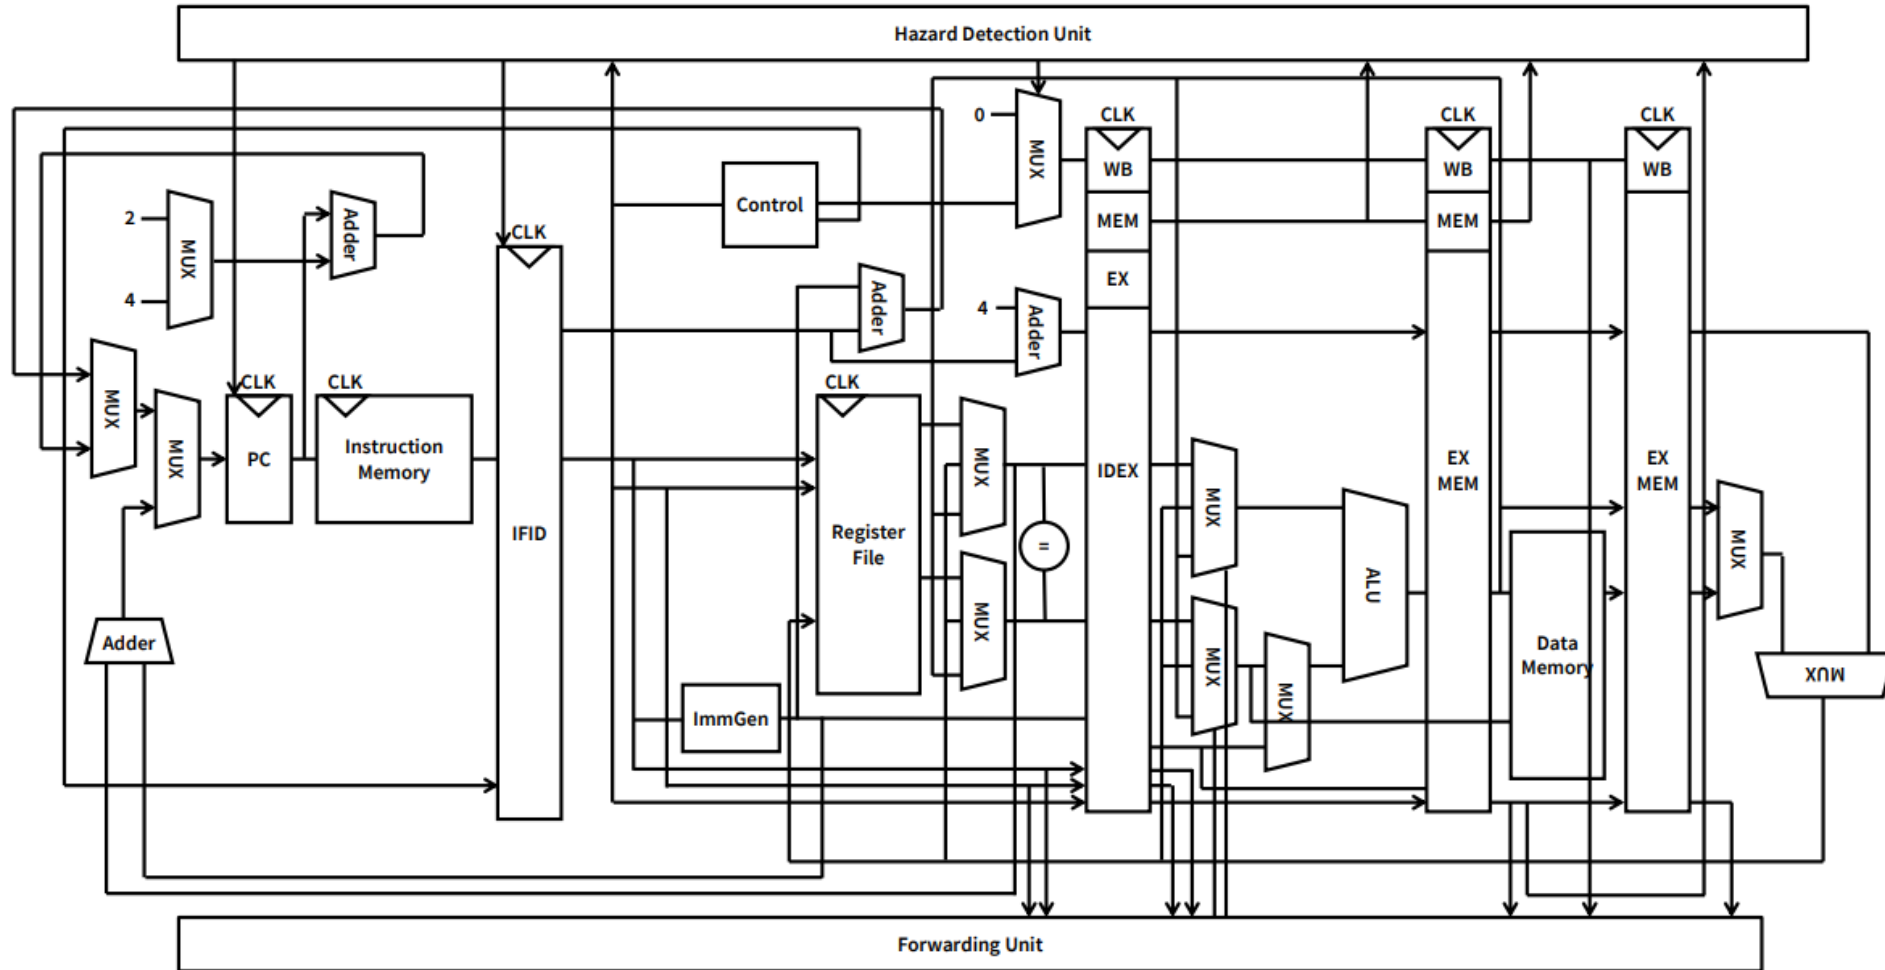 Hazard Detection Unit
0
MUX
CLK
WB
MEM
EX
IDEX
CLK
WB
MEM
EX
MEM
CLK
WB
EX
MEM
2
4
MUX
Adder
Control
CLK
IFID
Adder
4
Adder
MUX
MUX
CLK
PC
CLK
Instruction
Memory
CLK
Register
File
MUX
MUX
=
MUX
MUX
MUX
ALU
Data
Memory
MUX
MUX
Adder
ImmGen
Forwarding Unit